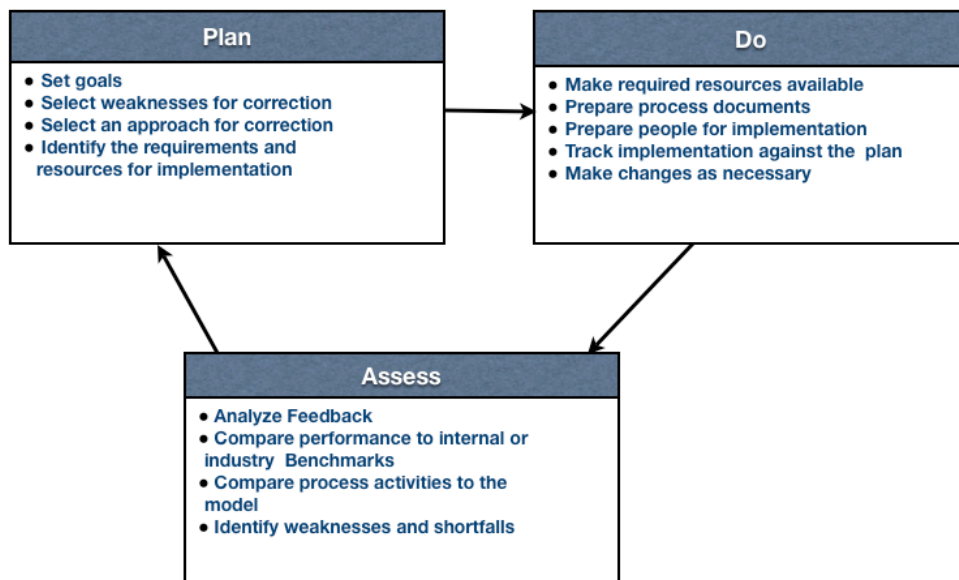 Plan
● Set goals
● Select weaknesses for correction
● Select an approach for correction
● Identify the requirements and
resources for implementation
Do
● Make required resources available
● Prepare process documents
● Prepare people for implementation
● Track implementation against the plan
● Make changes as necessary
Assess
● Analyze Feedback
● Compare performance to internal or
industry Benchmarks
● Compare process activities to the
model
● Identify weaknesses and shortfalls